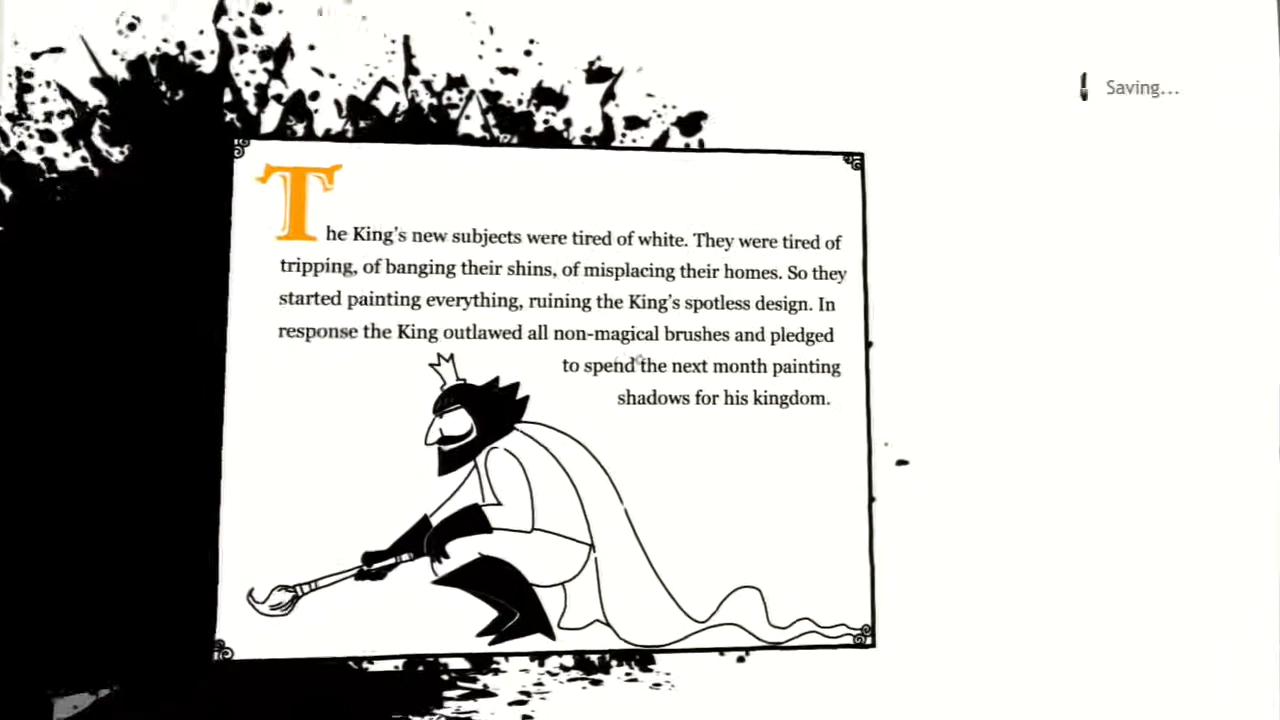 The King's new subjects were tired of white. They were tired of
tripping, of banging their shins, of misplacing their homes. So they
started painting everything, ruining the King's spotless design. In
response the King outlawed all non-magical brushes and pledged
to spend the next month painting
shadows for his kingdom.
Saving...